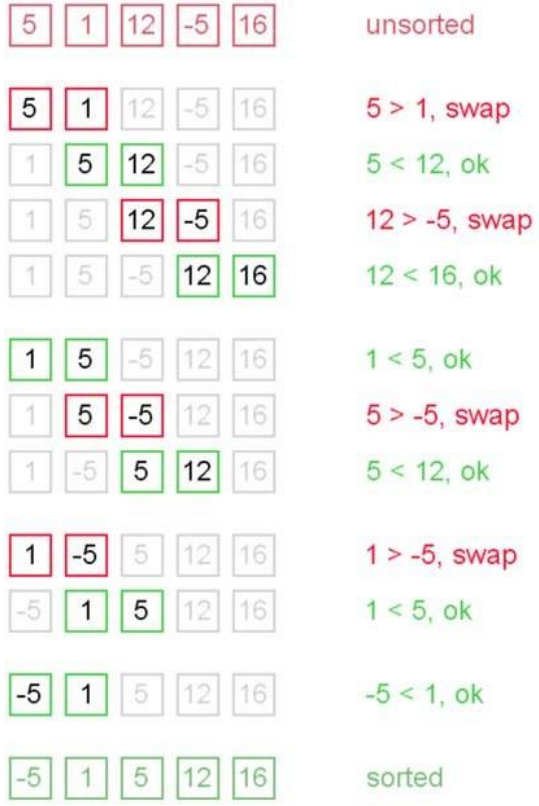 5 1 12 -5 16 unsorted
5 1 12 -5 16 5 > 1, swap
1 5 12 -5 16 5 < 12, ok
1 5 12 -5 16 12 > -5, swap
1 5 -5 12 16 12 < 16, ok
1 5 -5 12 16 1 < 5, ok
1 5 -5 12 16 5 > -5, swap
1 -5 5 12 16 5 < 12, ok
1 -5 5 12 16 1 > -5, swap
-5 1 5 12 16 1 < 5, ok
-5 1 5 12 16 -5 < 1, ok
-5 1 5 12 16 sorted